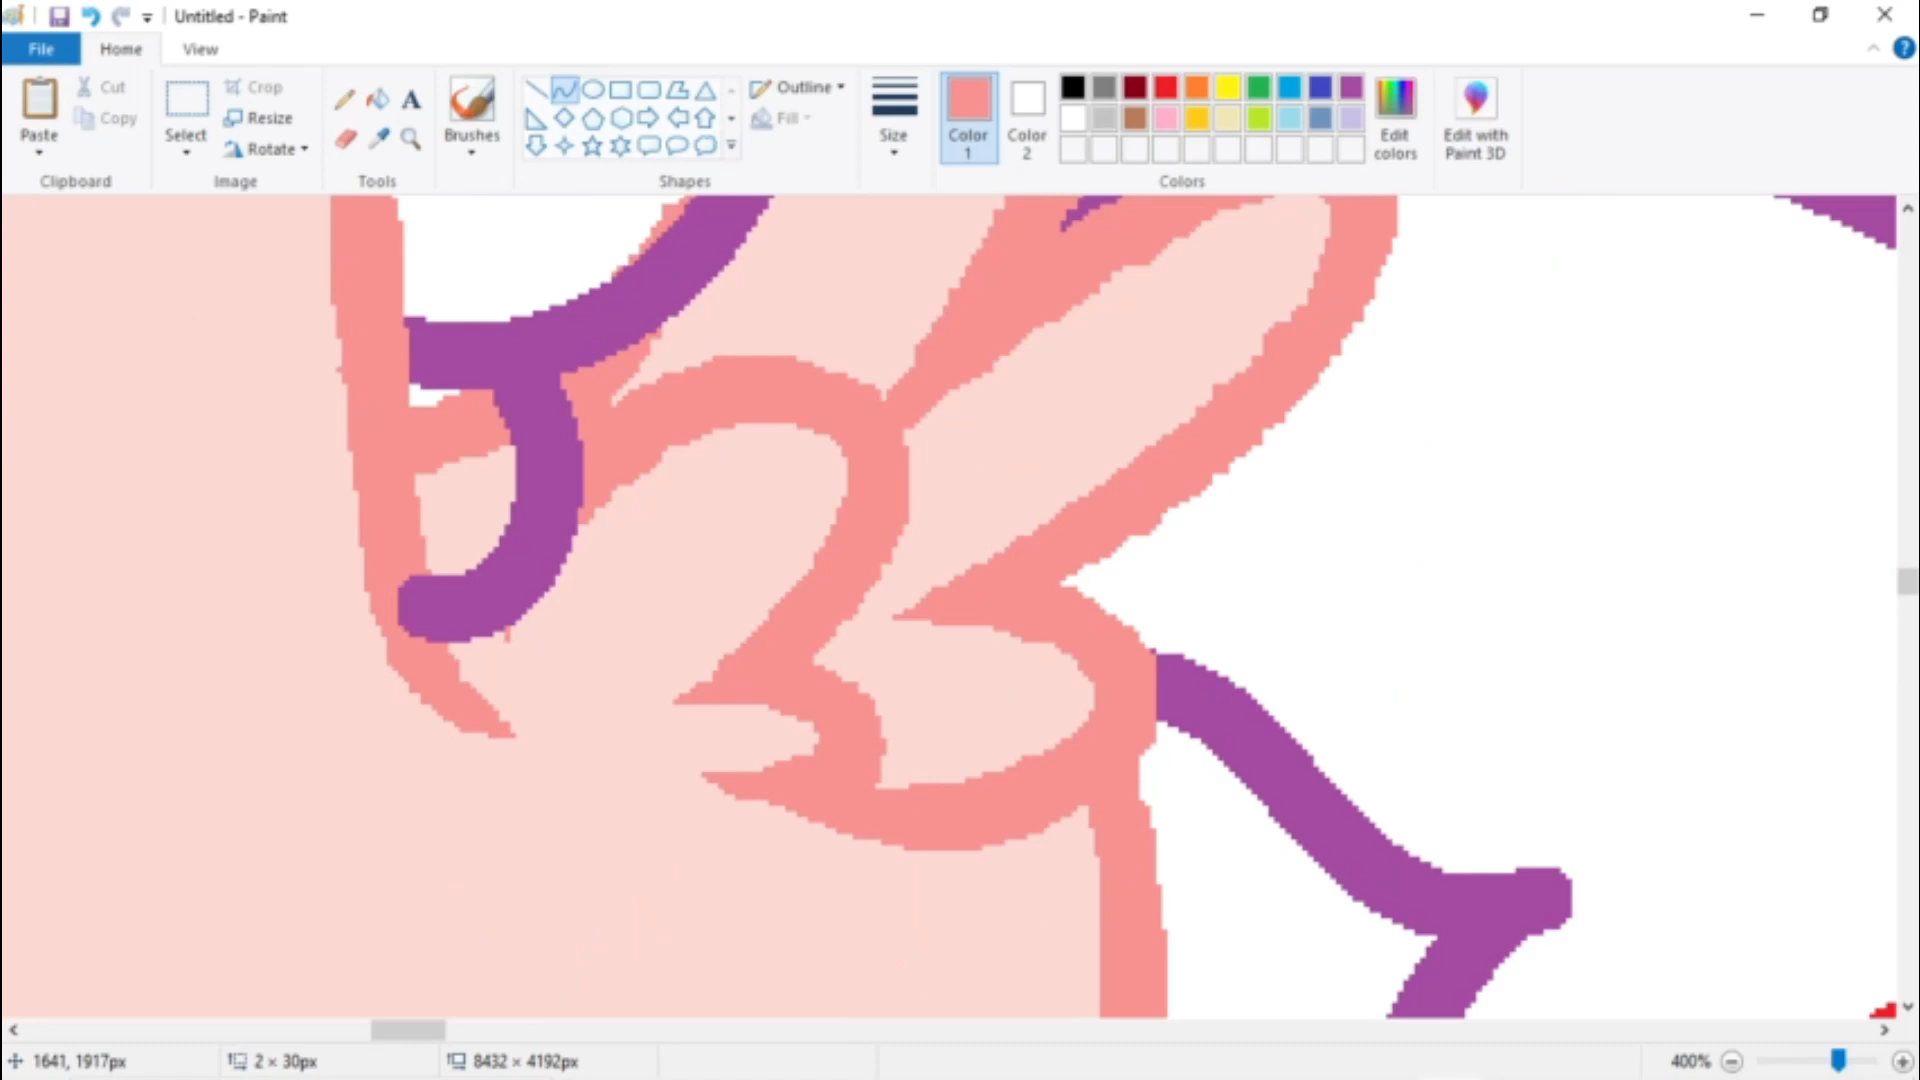 Untitled - Paint
File Home View
Paste
Cut
Copy
Clipboard
Select
Crop
Resize
Rotate
Image
Tools
Brushes
Shapes
Outline
Fill
Size
Color 1
Color 2
Colors
Edit colors
Edit with Paint 3D
1641, 1917px
2 × 30px
8432 × 4192px
400%